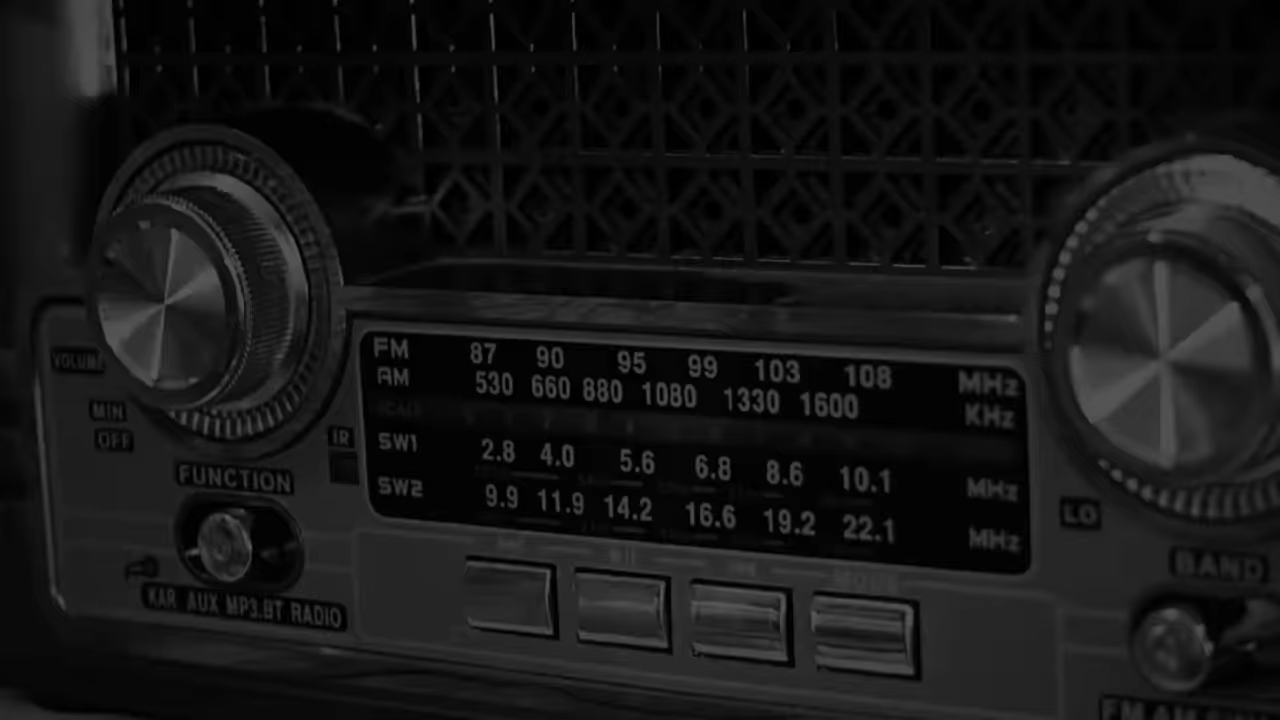 FM 87 90 95 99 103 108 MHz
AM 530 660 880 1080 1330 1600 KHz
SW1 2.8 4.0 5.6 6.8 8.6 10.1 MHz
SW2 9.9 11.9 14.2 16.6 19.2 22.1 MHz
VOLUME
MIN
OFF
IR
FUNCTION
KAR AUX MP3.BT RADIO
LO
BAND
FM AM